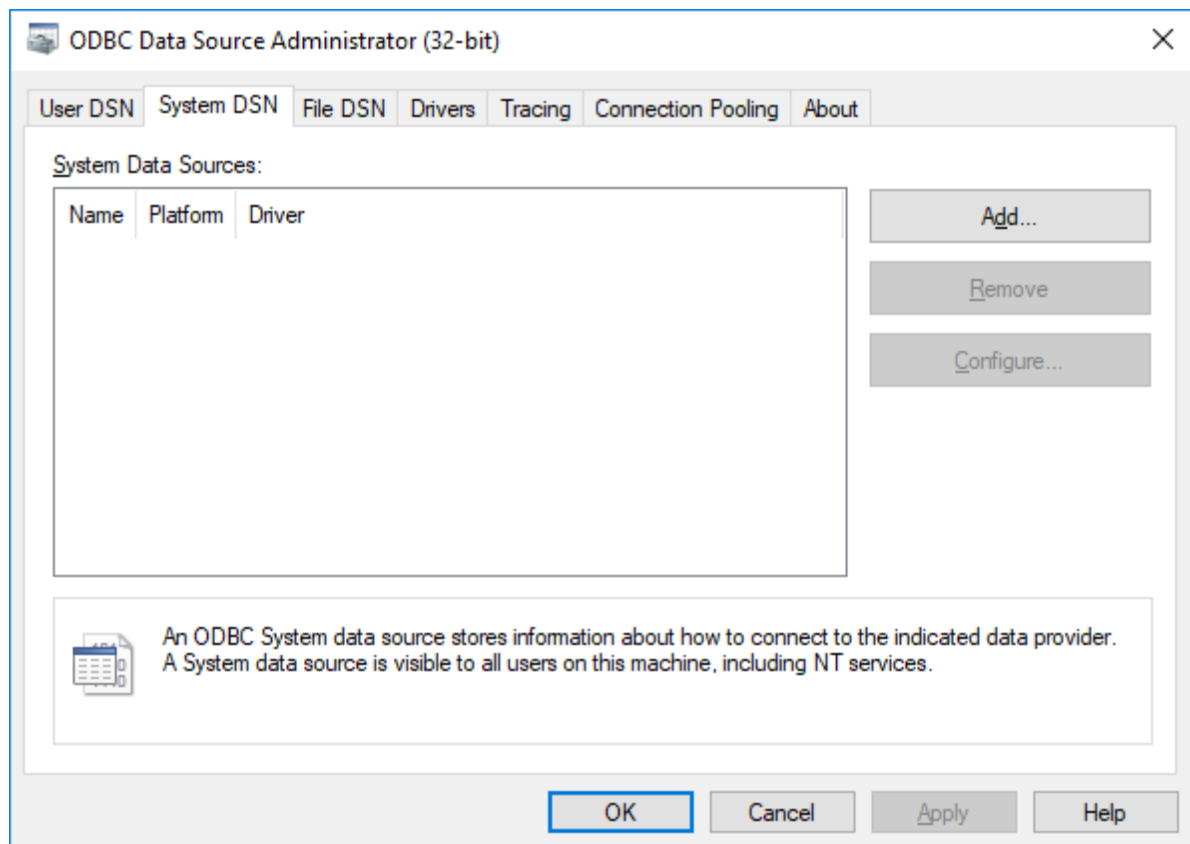 ODBC Data Source Administrator (32-bit)
User DSN System DSN File DSN Drivers Tracing Connection Pooling About
System Data Sources:
Name Platform Driver
Add...
Remove
Configure...
An ODBC System data source stores information about how to connect to the indicated data provider.
A System data source is visible to all users on this machine, including NT services.
OK Cancel Apply Help